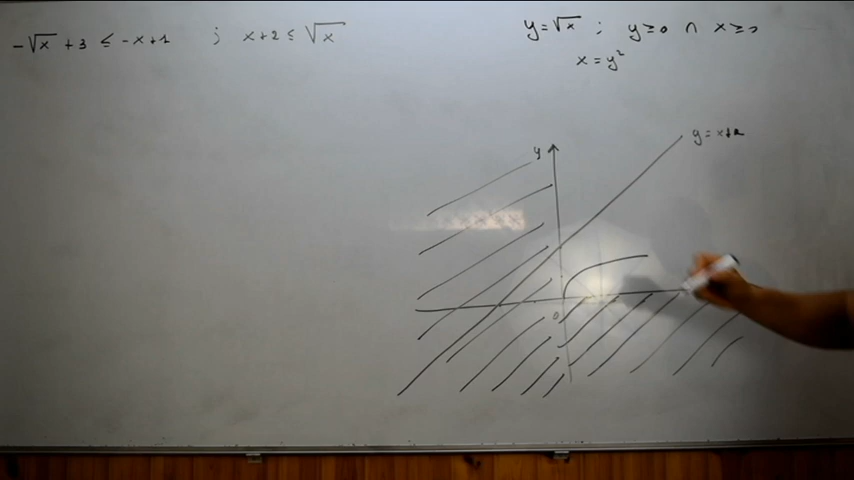 -√x + 3 ≤ -x+1 ; x+2 ≤ √x
y=√x ; y≥0 ∩ x≥0
x=y²
y
y=x+2
0